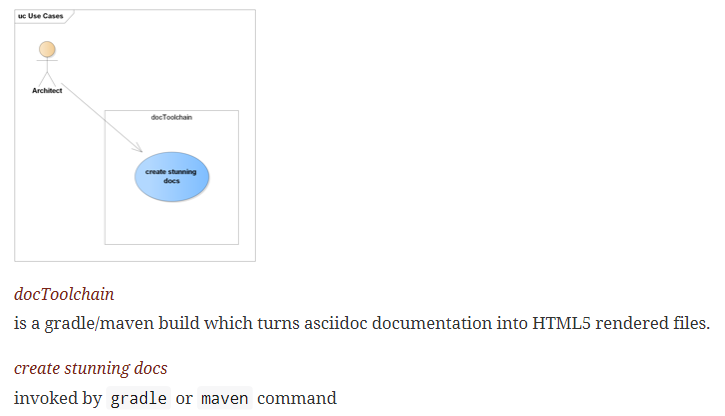 uc Use Cases
Architect
docToolchain
create stunning
docs
docToolchain
is a gradle/maven build which turns asciidoc documentation into HTML5 rendered files.
create stunning docs
invoked by gradle or maven command